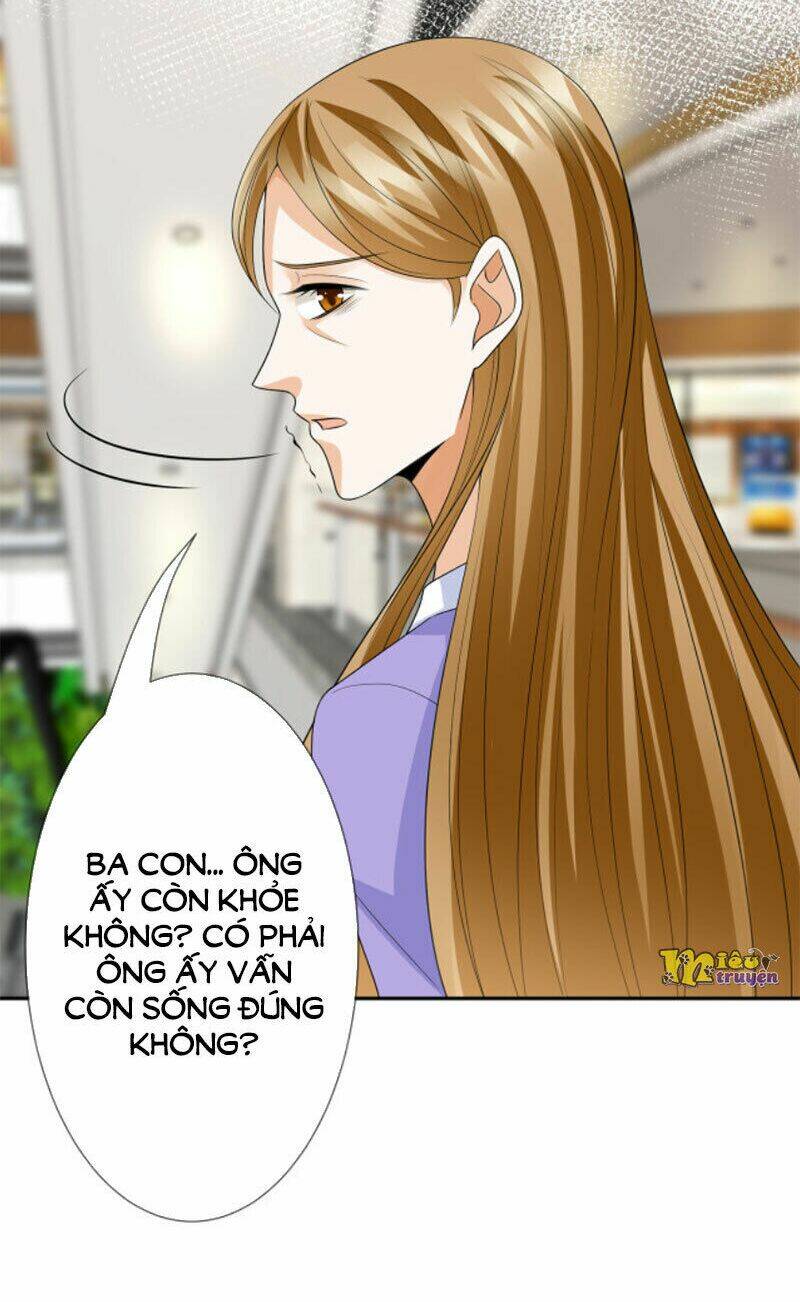 BA CON... ÔNG
ẤY CÒN KHỎE
KHÔNG? CÓ PHẢI
ÔNG ẤY VẪN
CÒN SỐNG ĐÚNG
KHÔNG?
Miêu
truyện